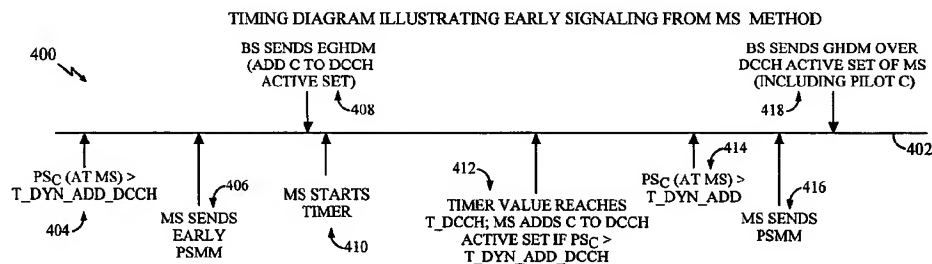 TIMING DIAGRAM ILLUSTRATING EARLY SIGNALING FROM MS METHOD
400
BS SENDS EGHDM
(ADD C TO DCCH
ACTIVE SET)
408
BS SENDS GHDM OVER
DCCH ACTIVE SET OF MS
(INCLUDING PILOT C)
418
402
PSC (AT MS) >
T_DYN_ADD_DCCH
404
406
MS SENDS
EARLY
PSMM
MS STARTS
TIMER
410
412
TIMER VALUE REACHES
T_DCCH; MS ADDS C TO DCCH
ACTIVE SET IF PSC >
T_DYN_ADD_DCCH
414
PSC (AT MS) >
T_DYN_ADD
416
MS SENDS
PSMM